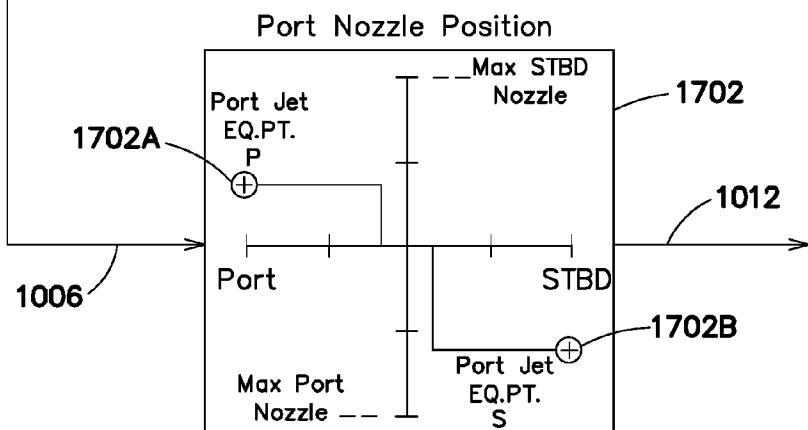 Port Nozzle Position
Max STBD
Nozzle
1702
Port Jet
EQ.PT.
P
1702A
1012
Port
STBD
1006
1702B
Port Jet
EQ.PT.
S
Max Port
Nozzle